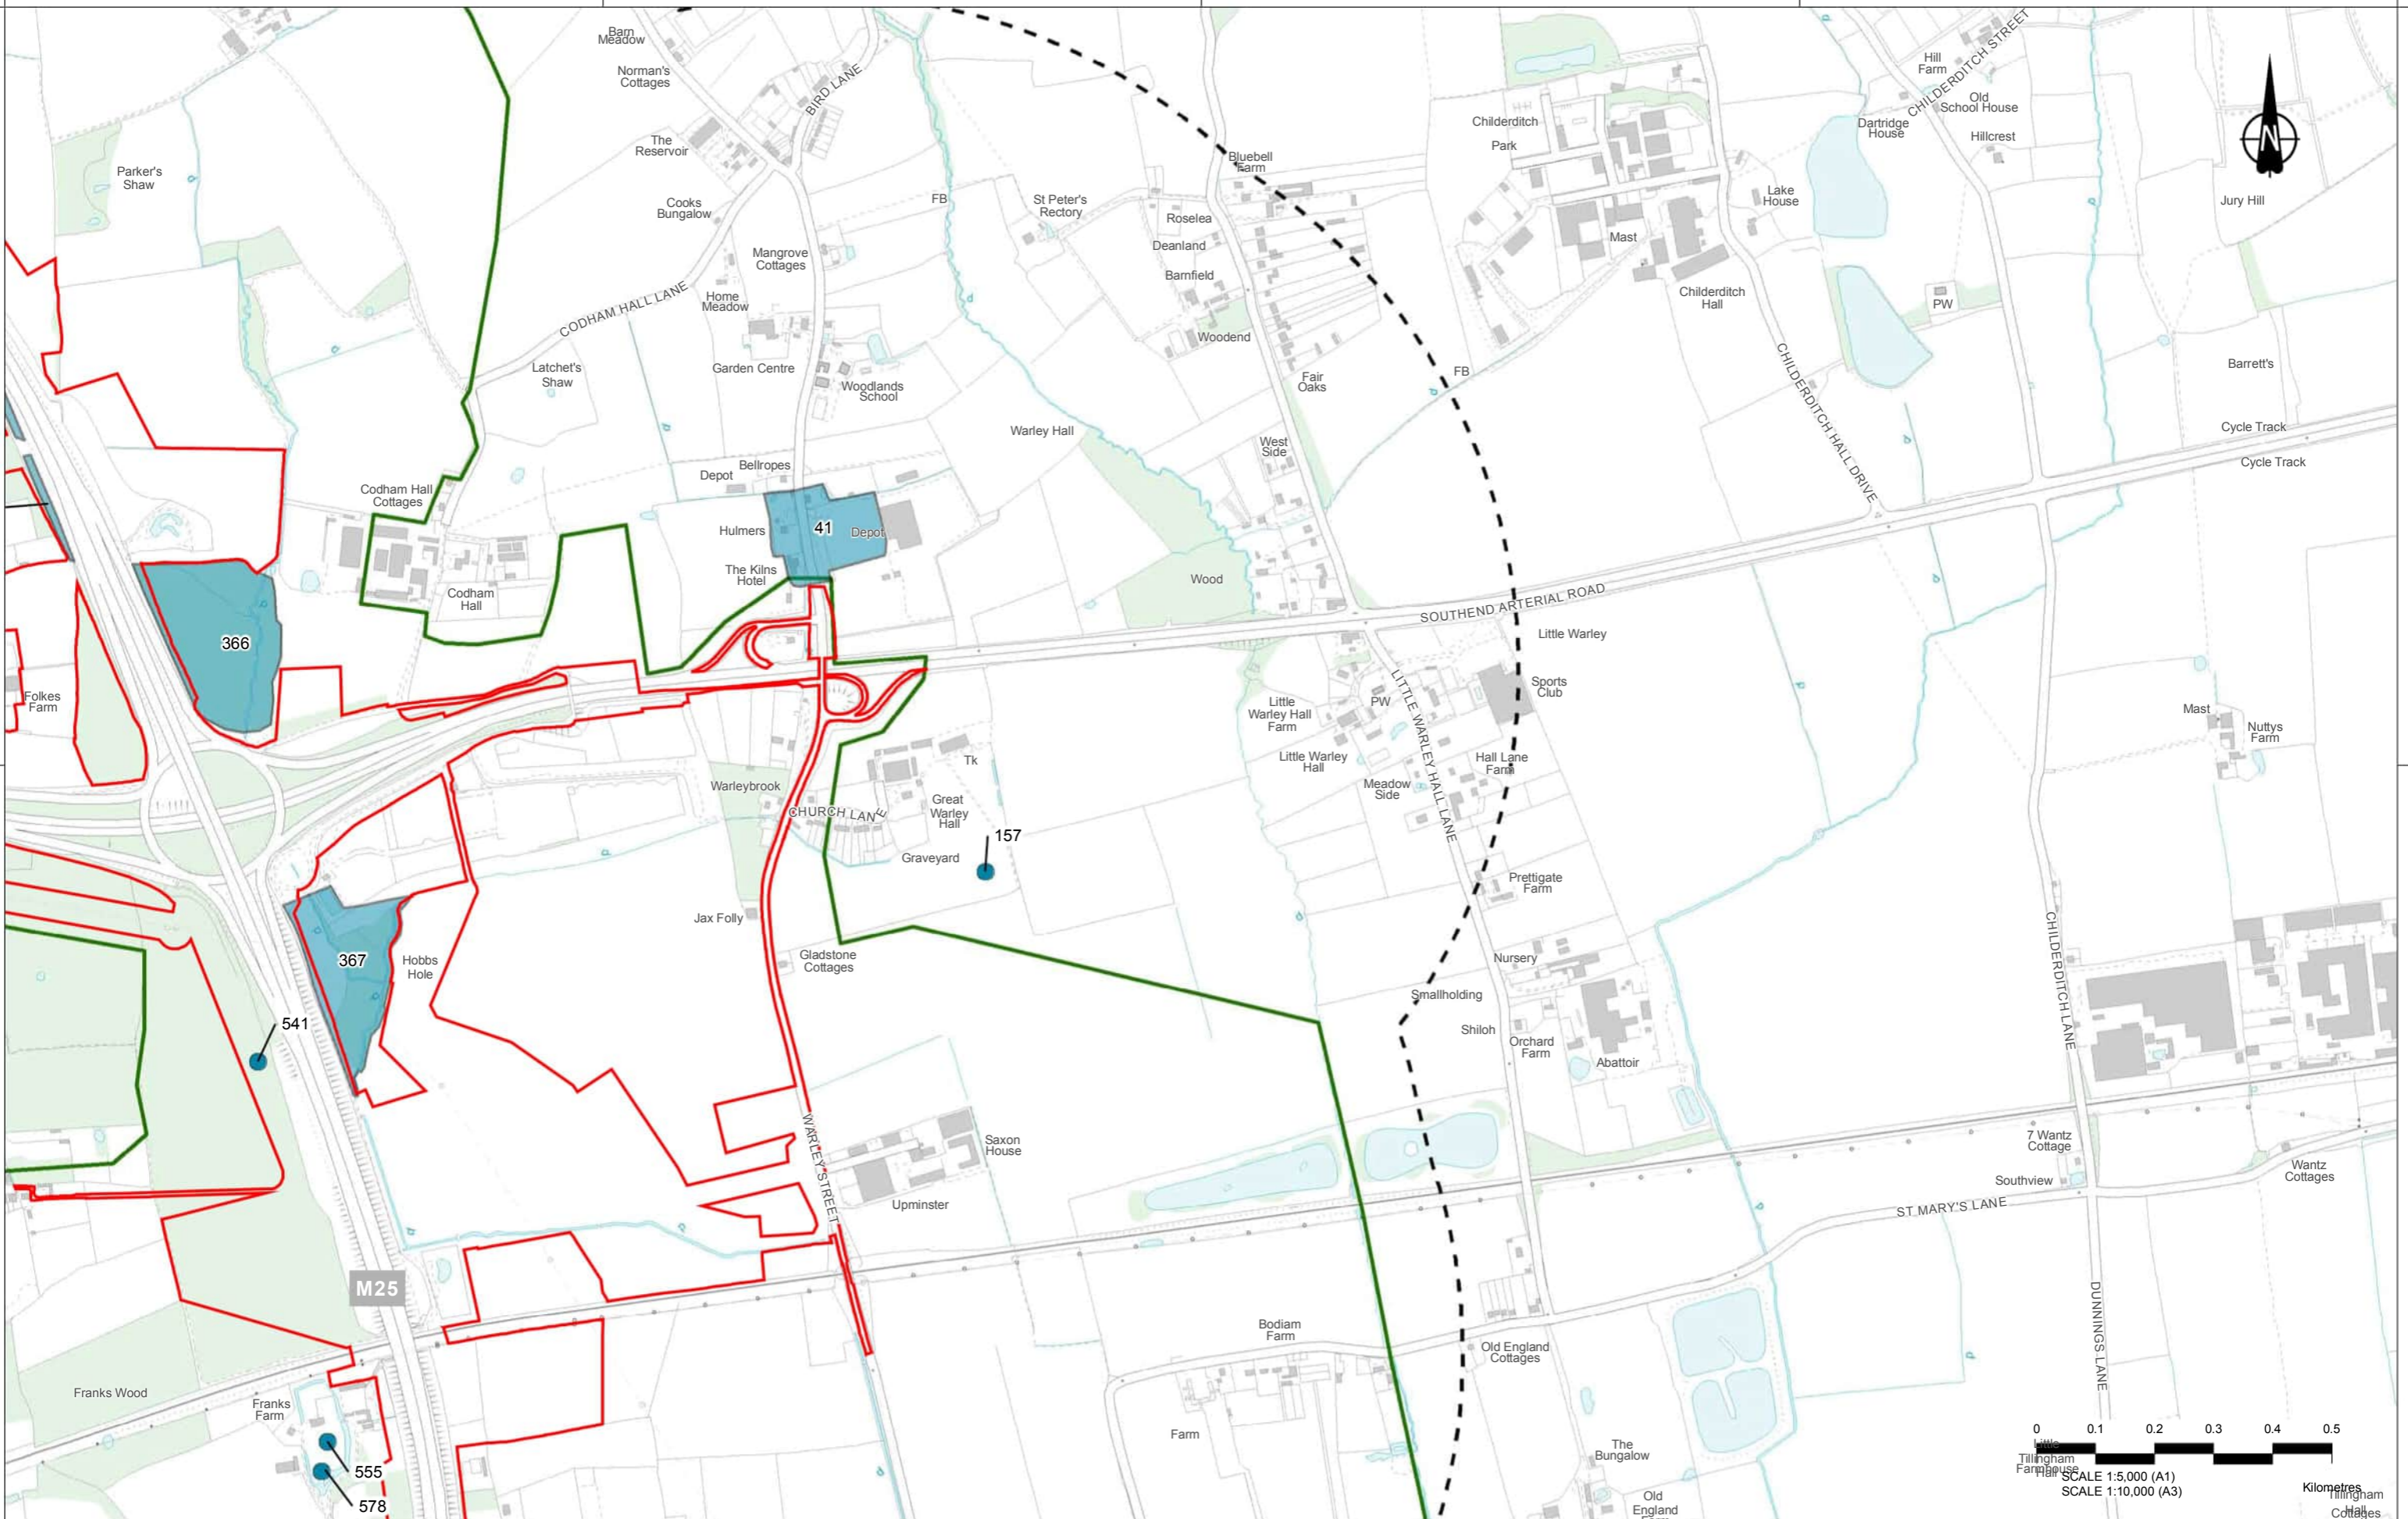 Barn
Meadow
Norman's
Cottages
BIRD LANE
The
Reservoir
Parker's
Shaw
Cooks
Bungalow
FB
St Peter's
Rectory
Bluebell
Farm
Roselea
Deanland
Barnfield
Woodend
Childerditch
Park
Mast
Lake
House
Childerditch
Hall
Hill
Farm
CHILDERDITCH STREET
Old
School House
Dartridge
House
Hillcrest
N
Jury Hill
PW
Mangrove
Cottages
Home
Meadow
CODHAM HALL LANE
Latchet's
Shaw
Garden Centre
Woodlands
School
Fair
Oaks
FB
CHILDERDITCH HALL DRIVE
Barrett's
Cycle Track
Cycle Track
Warley Hall
West
Side
Bellropes
Depot
Codham Hall
Cottages
Hulmers
41
Depot
The Kilns
Hotel
Codham
Hall
Wood
SOUTHEND ARTERIAL ROAD
Little Warley
366
Folkes
Farm
Sports
Club
PW
LITTLE WARLEY HALL LANE
Little
Warley Hall
Farm
Little Warley
Hall
Hall Lane
Farm
Meadow
Side
Mast
Nuttys
Farm
Tk
Warleybrook
CHURCH LANE
Great
Warley
Hall
157
Graveyard
Prettigate
Farm
Jax Folly
Gladstone
Cottages
367
Hobbs
Hole
541
Nursery
Smallholding
Shiloh
Orchard
Farm
Abattoir
CHILDERDITCH LANE
WARLEY STREET
Saxon
House
Upminster
7 Wantz
Cottage
Southview
Wantz
Cottages
ST MARY'S LANE
M25
DUNNINGS LANE
Bodiam
Farm
Old England
Cottages
Franks Wood
Franks
Farm
Farm
The
Bungalow
Old
England
555
578
0 0.1 0.2 0.3 0.4 0.5
Little
Tillingham
Farmhouse
Hall
SCALE 1:5,000 (A1)
SCALE 1:10,000 (A3)
Kilometres
Tillingham
Hall
Cottages